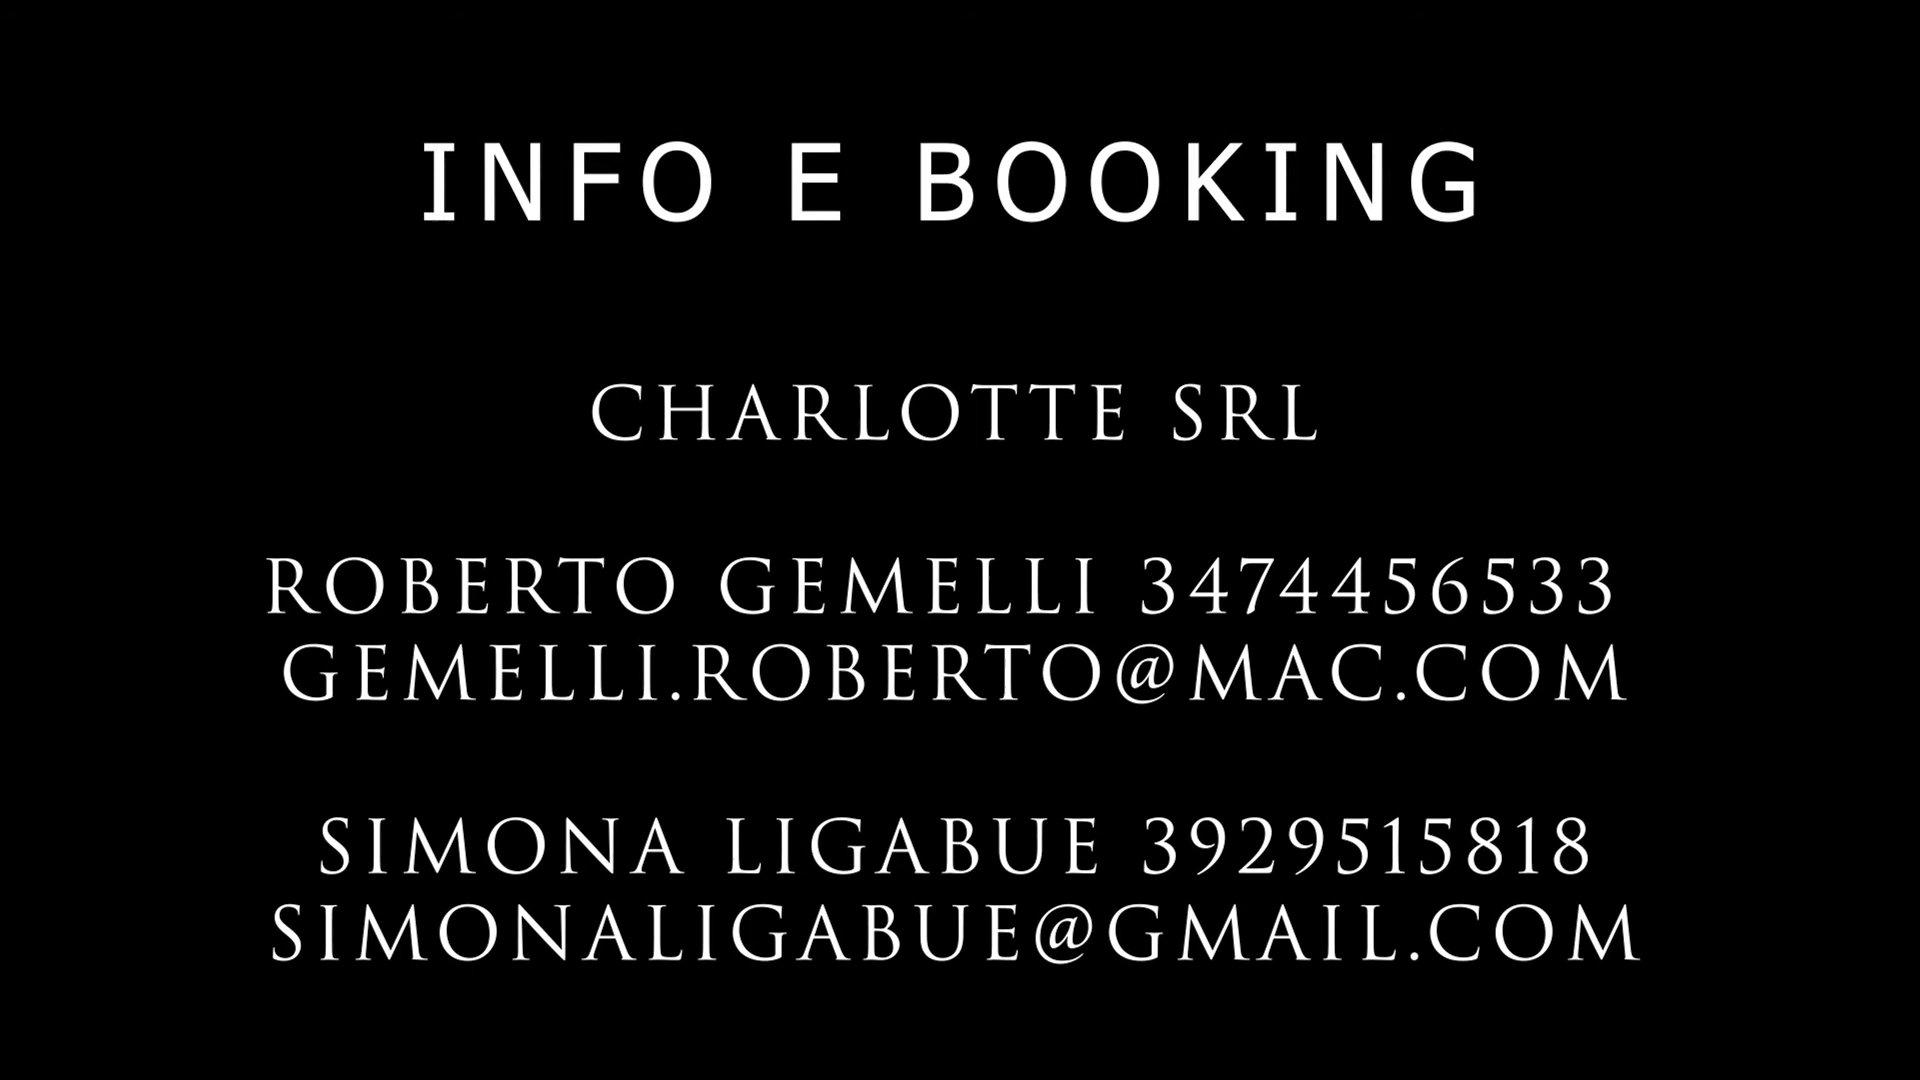 INFO E BOOKING
CHARLOTTE SRL
ROBERTO GEMELLI 3474456533
GEMELLI.ROBERTO@MAC.COM
SIMONA LIGABUE 3929515818
SIMONALIGABUE@GMAIL.COM